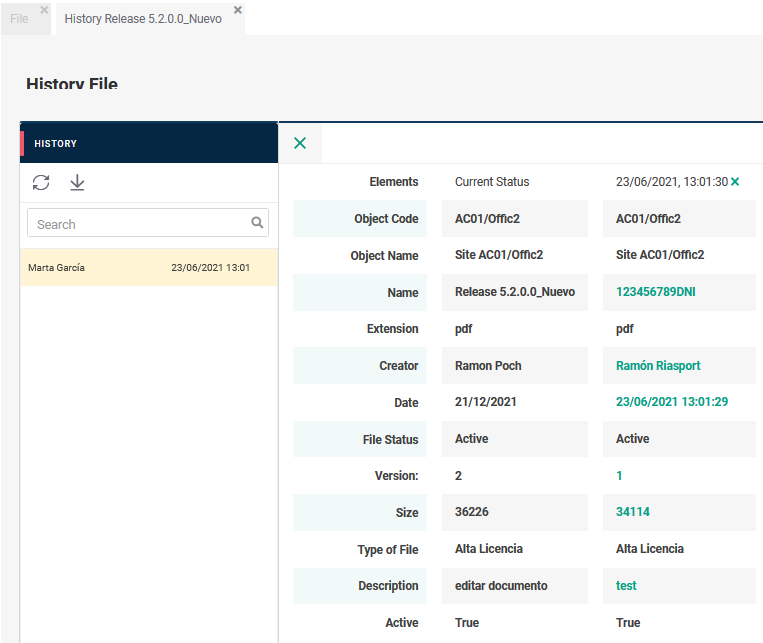 File
History Release 5.2.0.0_Nuevo
History File
HISTORY
Search
Marta García 23/06/2021 13:01
Elements Current Status 23/06/2021, 13:01:30
Object Code AC01/Offic2 AC01/Offic2
Object Name Site AC01/Offic2 Site AC01/Offic2
Name Release 5.2.0.0_Nuevo 123456789DNI
Extension pdf pdf
Creator Ramon Poch Ramón Riasport
Date 21/12/2021 23/06/2021 13:01:29
File Status Active Active
Version: 2 1
Size 36226 34114
Type of File Alta Licencia Alta Licencia
Description editar documento test
Active True True